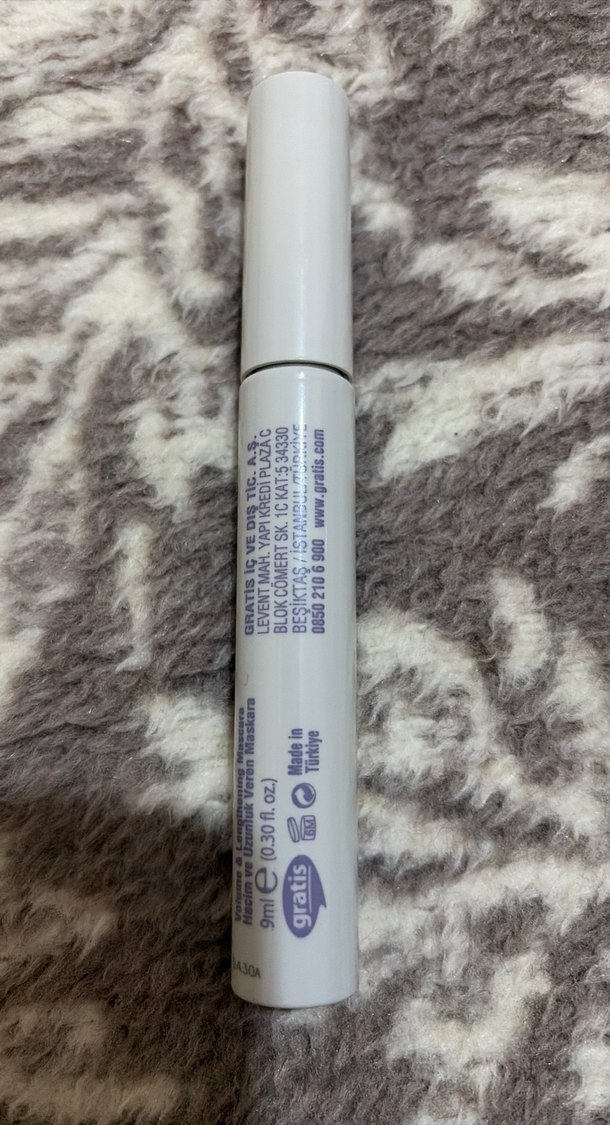 Volume & Lengthening Mascara
Hacim ve Uzunluk Veren Maskara
9ml e (0.30 fl. oz.)
gratis
6M
Made in
Türkiye
GRATİS İÇ VE DIŞ TİC. A.Ş.
LEVENT MAH. YAPI KREDİ PLAZA C
BLOK CÖMERT SK. 1C KAT:5 34330
BEŞİKTAŞ / İSTANBUL/TÜRKİYE
0850 210 6 900 www.gratis.com